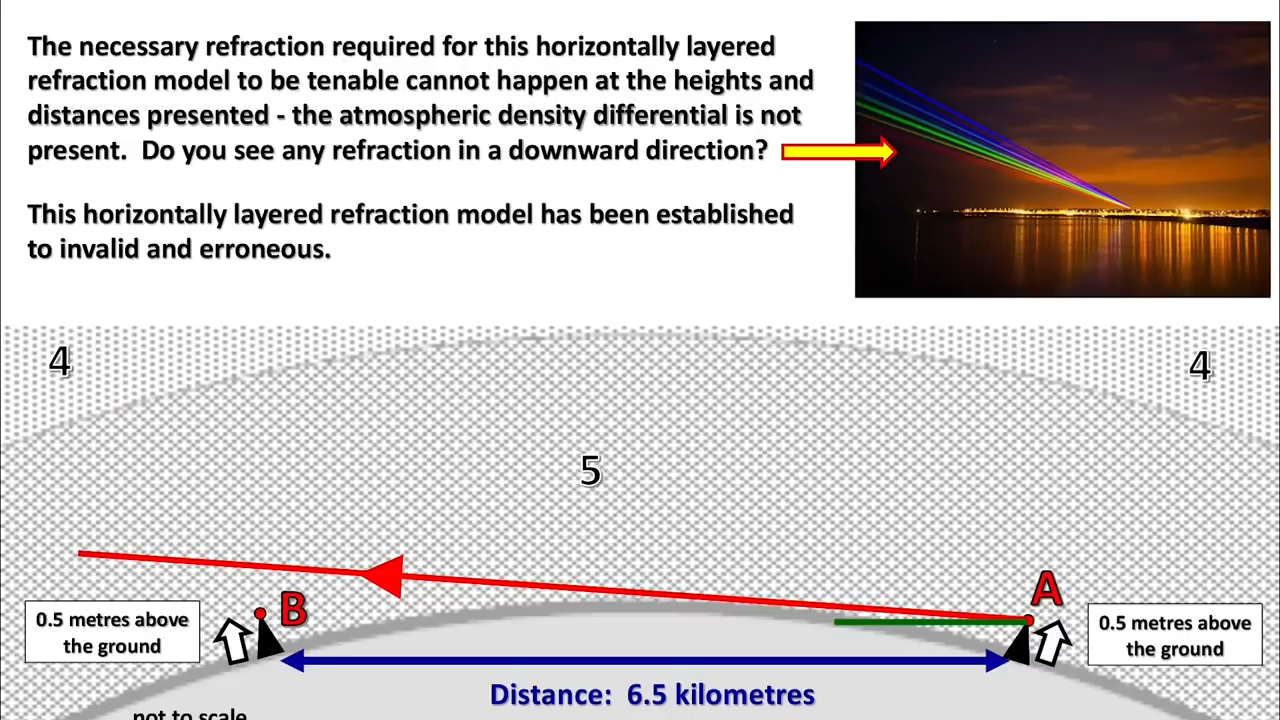 The necessary refraction required for this horizontally layered
refraction model to be tenable cannot happen at the heights and
distances presented - the atmospheric density differential is not
present.  Do you see any refraction in a downward direction?
This horizontally layered refraction model has been established
to invalid and erroneous.
4
4
5
A
B
0.5 metres above
the ground
0.5 metres above
the ground
Distance:  6.5 kilometres
not to scale